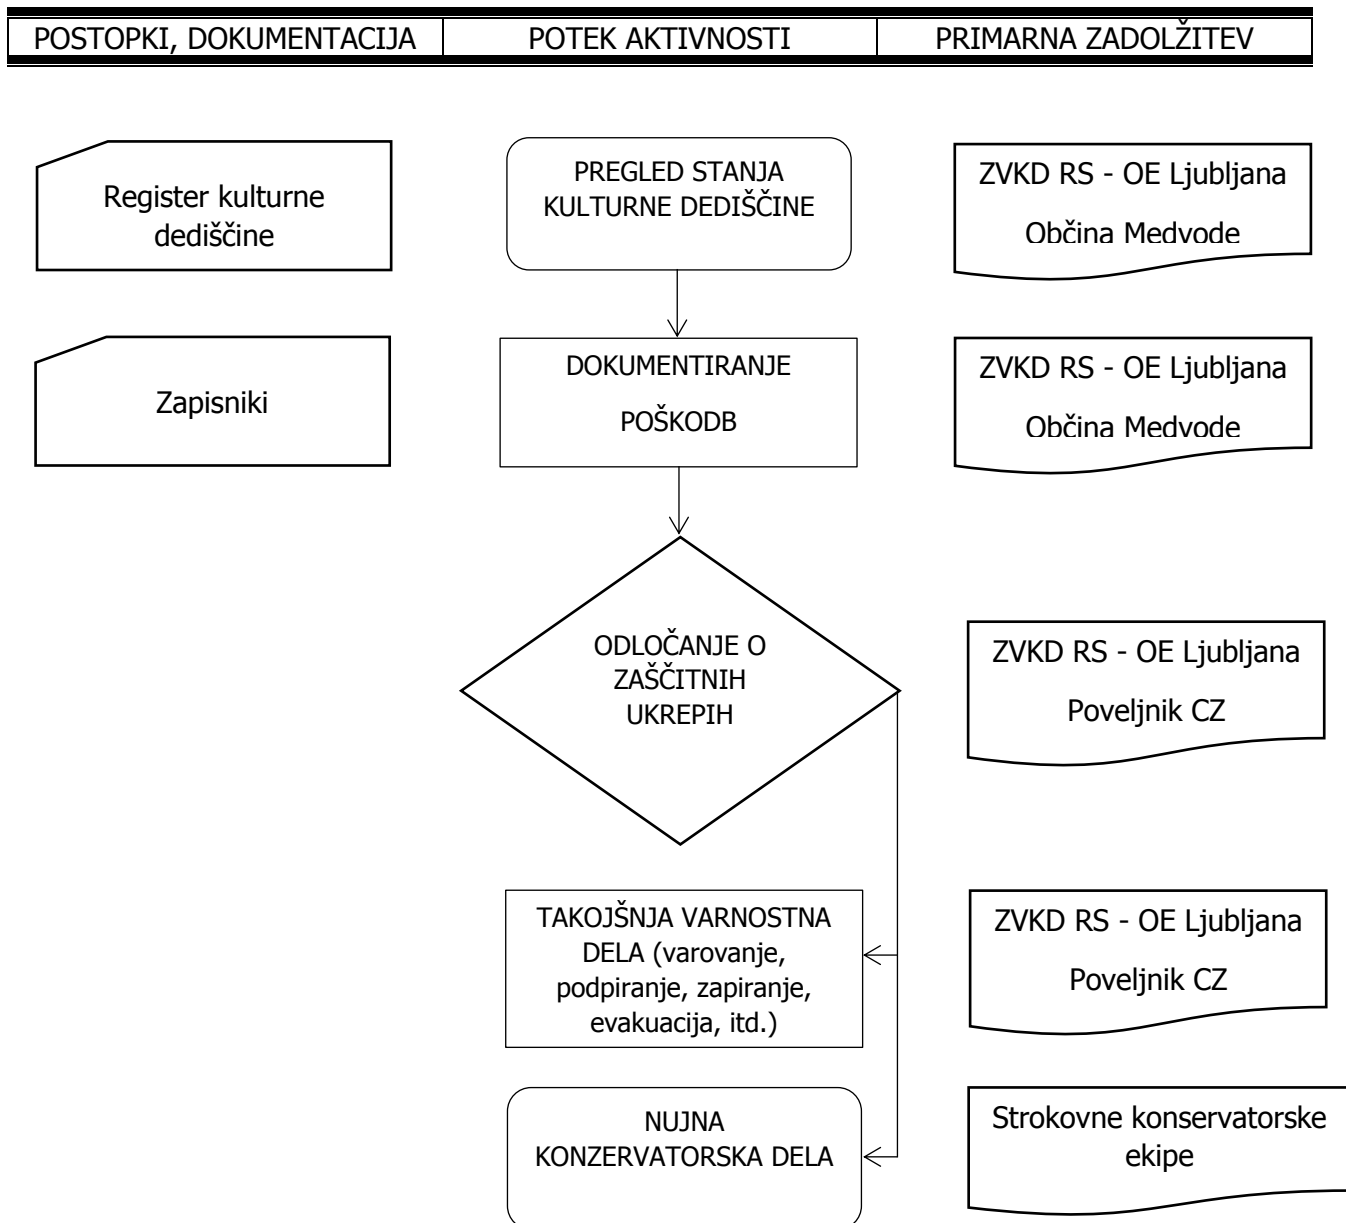 POSTOPKI, DOKUMENTACIJA
POTEK AKTIVNOSTI
PRIMARNA ZADOLŽITEV
Register kulturne
dediščine
PREGLED STANJA
KULTURNE DEDIŠČINE
ZVKD RS - OE Ljubljana
Občina Medvode
Zapisniki
DOKUMENTIRANJE
POŠKODB
ZVKD RS - OE Ljubljana
Občina Medvode
ODLOČANJE O
ZAŠČITNIH
UKREPIH
ZVKD RS - OE Ljubljana
Poveljnik CZ
TAKOJŠNJA VARNOSTNA
DELA (varovanje,
podpiranje, zapiranje,
evakuacija, itd.)
ZVKD RS - OE Ljubljana
Poveljnik CZ
NUJNA
KONZERVATORSKA DELA
Strokovne konservatorske
ekipe